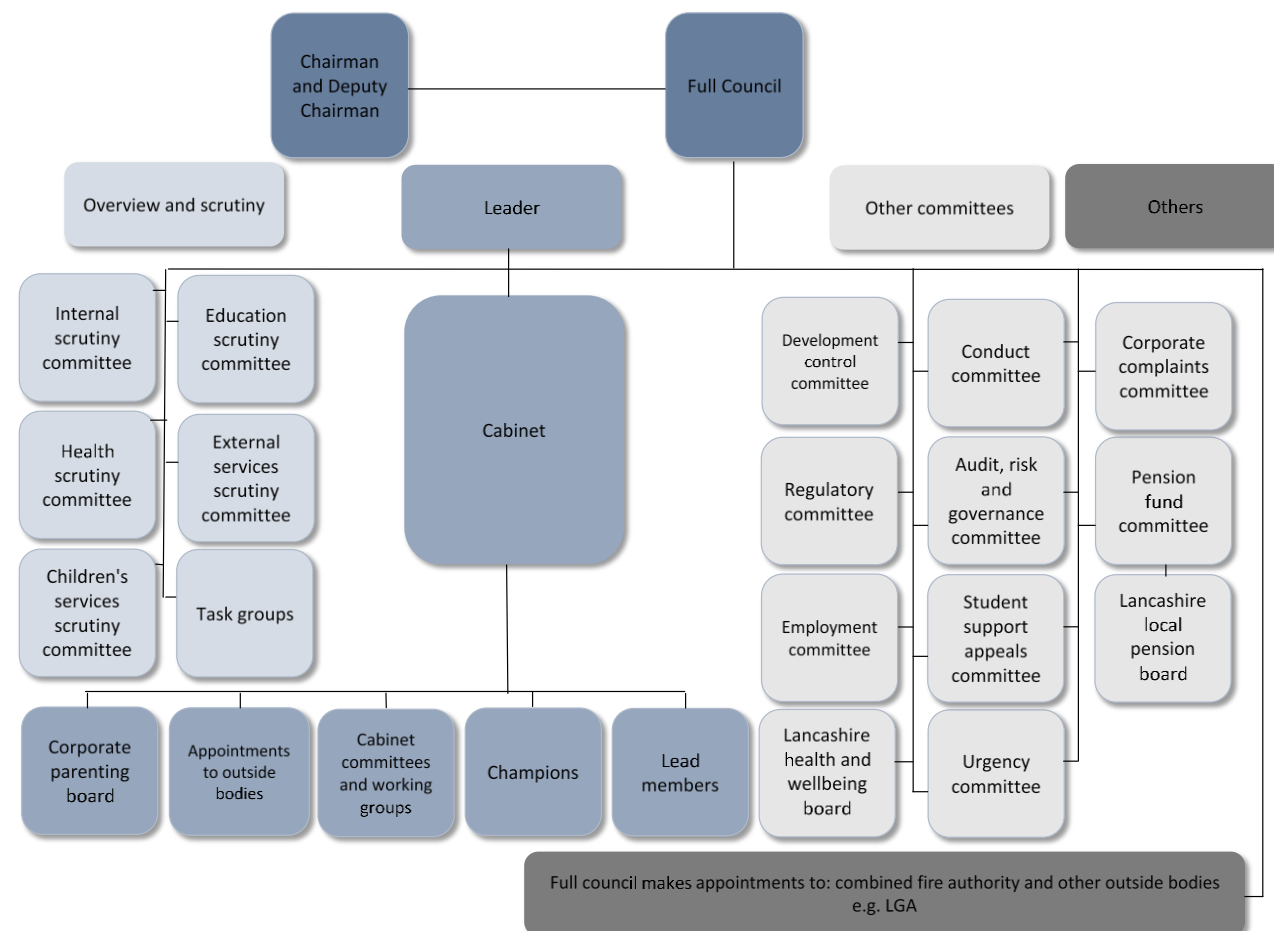 Chairman
and Deputy
Chairman
Full Council
Overview and scrutiny
Leader
Other committees
Others
Internal
scrutiny
committee
Education
scrutiny
committee
Health
scrutiny
committee
External
services
scrutiny
committee
Children's
services
scrutiny
committee
Task groups
Cabinet
Development
control
committee
Conduct
committee
Corporate
complaints
committee
Regulatory
committee
Audit, risk
and
governance
committee
Pension
fund
committee
Employment
committee
Student
support
appeals
committee
Lancashire
local
pension
board
Lancashire
health and
wellbeing
board
Urgency
committee
Corporate
parenting
board
Appointments
to outside
bodies
Cabinet
committees
and working
groups
Champions
Lead
members
Full council makes appointments to: combined fire authority and other outside bodies
e.g. LGA